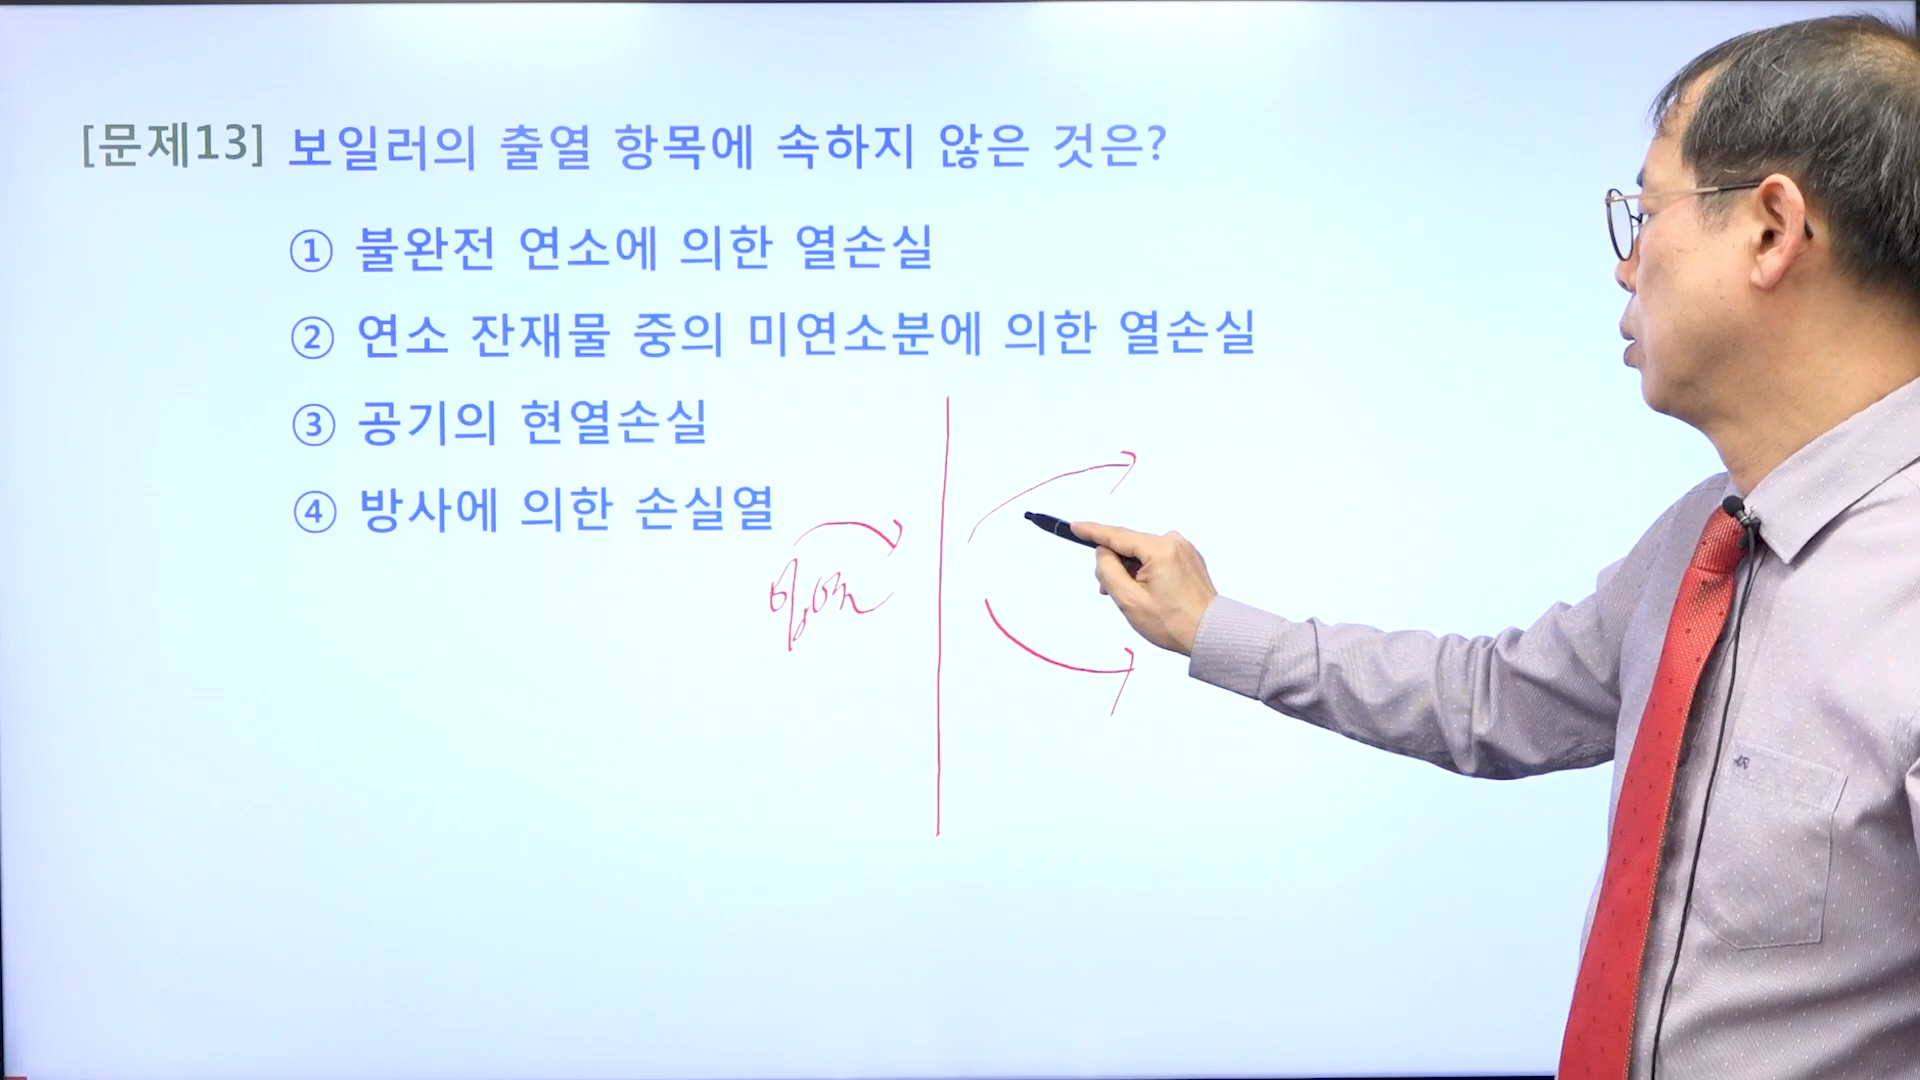 [문제13] 보일러의 출열 항목에 속하지 않은 것은?
① 불완전 연소에 의한 열손실
② 연소 잔재물 중의 미연소분에 의한 열손실
③ 공기의 현열손실
④ 방사에 의한 손실열